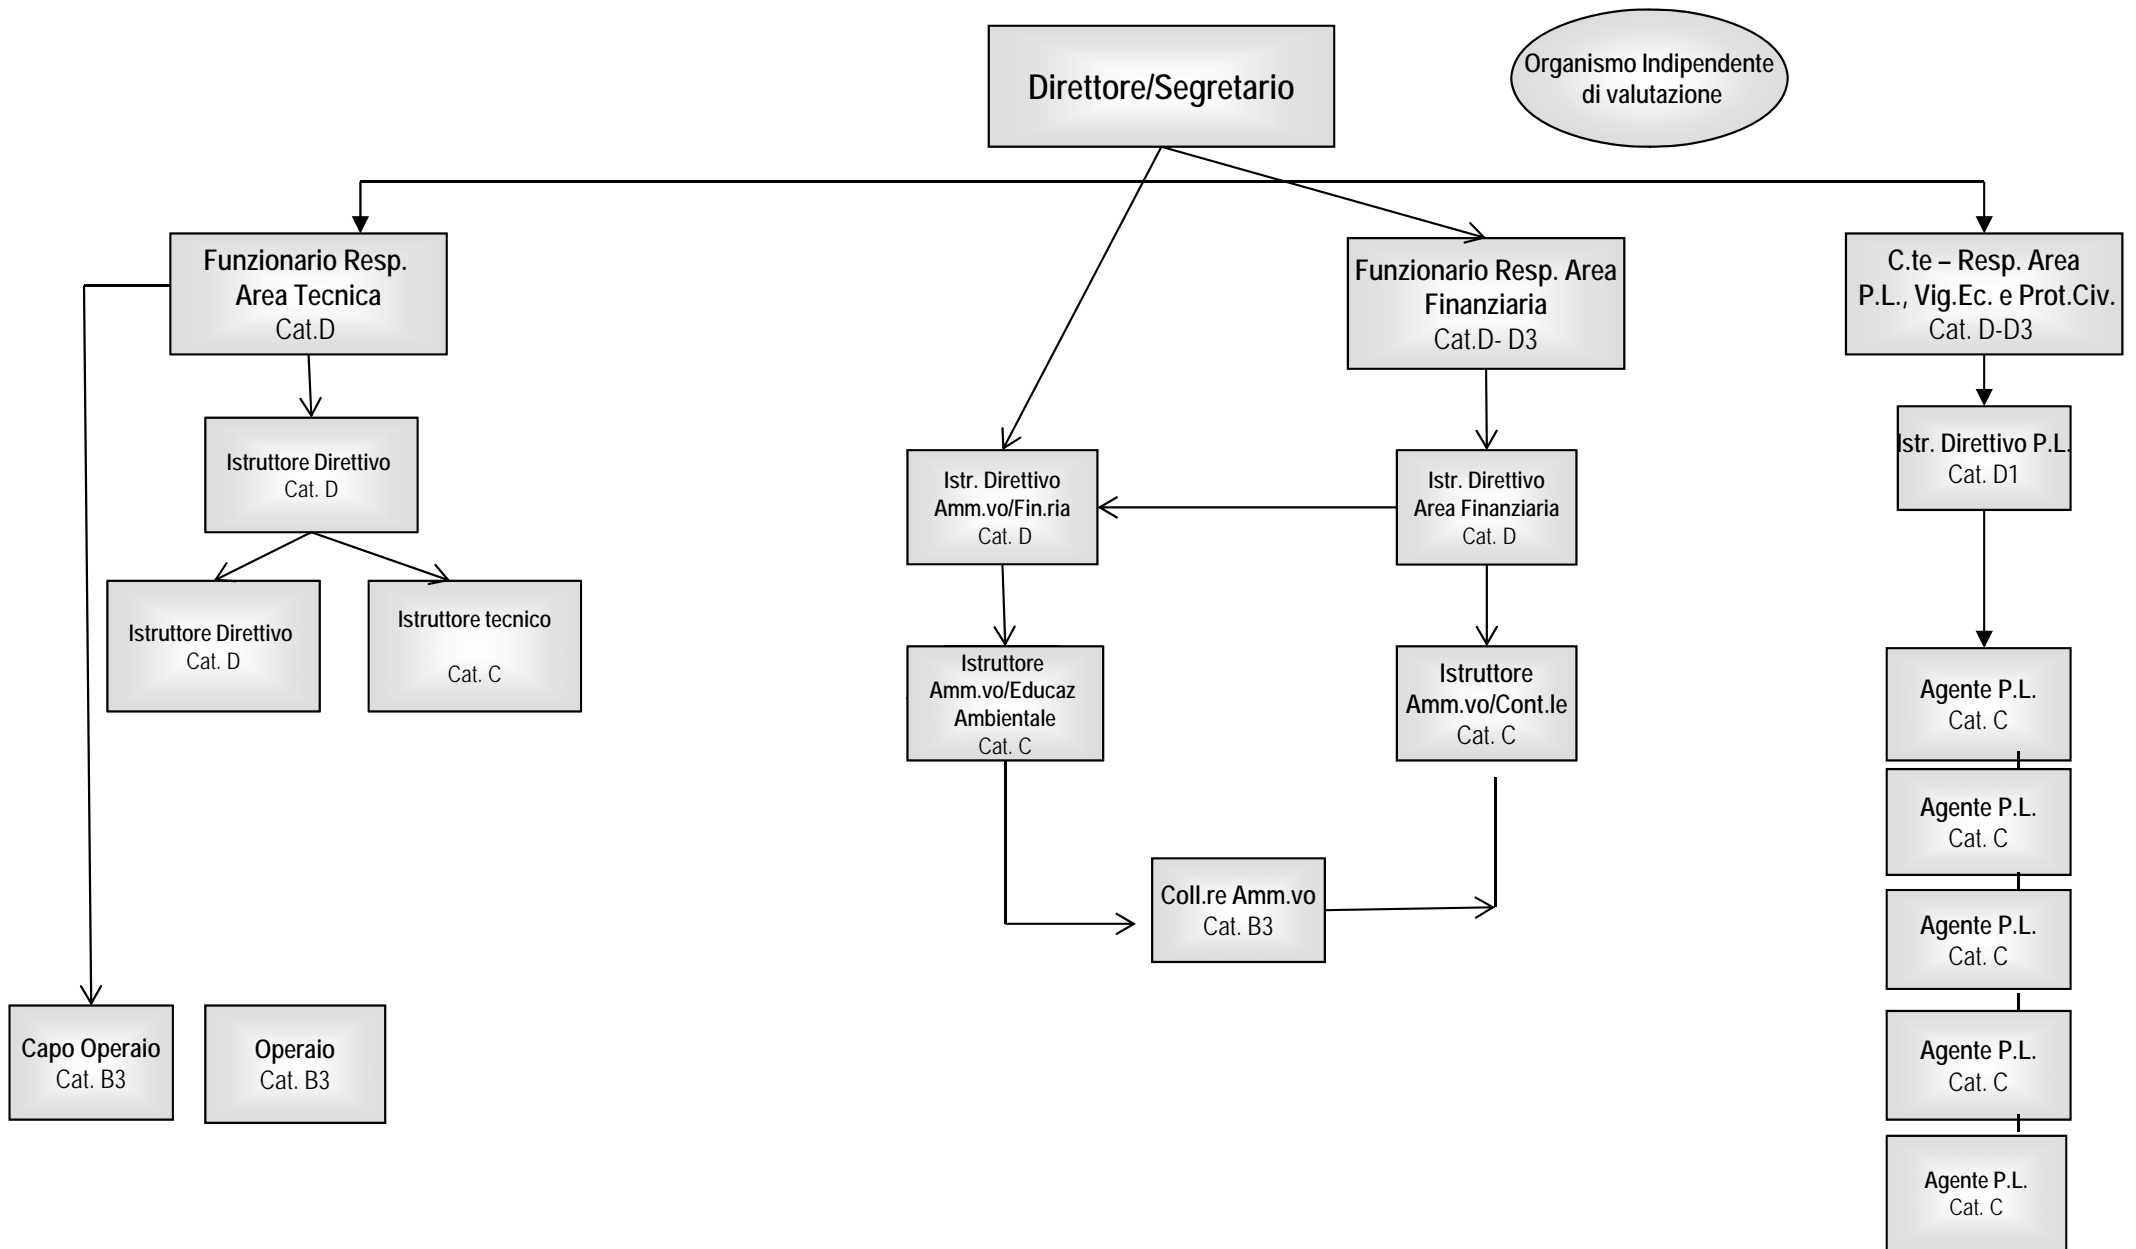 Direttore/Segretario
Organismo Indipendente
di valutazione
Funzionario Resp.
Area Tecnica
Cat.D
Funzionario Resp. Area
Finanziaria
Cat.D- D3
C.te – Resp. Area
P.L., Vig.Ec. e Prot.Civ.
Cat. D-D3
Istruttore Direttivo
Cat. D
Istr. Direttivo
Amm.vo/Fin.ria
Cat. D
Istr. Direttivo
Area Finanziaria
Cat. D
Istr. Direttivo P.L.
Cat. D1
Istruttore Direttivo
Cat. D
Istruttore tecnico
Cat. C
Istruttore
Amm.vo/Educaz
Ambientale
Cat. C
Istruttore
Amm.vo/Cont.le
Cat. C
Agente P.L.
Cat. C
Agente P.L.
Cat. C
Coll.re Amm.vo
Cat. B3
Agente P.L.
Cat. C
Capo Operaio
Cat. B3
Operaio
Cat. B3
Agente P.L.
Cat. C
Agente P.L.
Cat. C